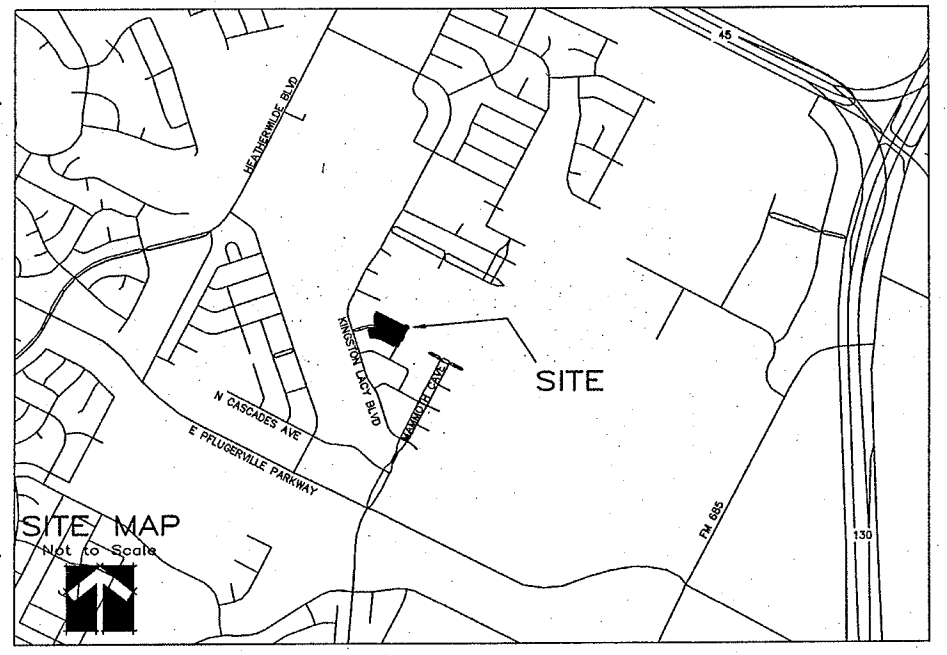 45
HEATHERWILDE BLVD
KINGSTON LACY BLVD
SITE
MAMMOTH CAVE
N CASCADES AVE
E PFLUGERVILLE PARKWAY
FM 685
SITE MAP
Not to Scale
130